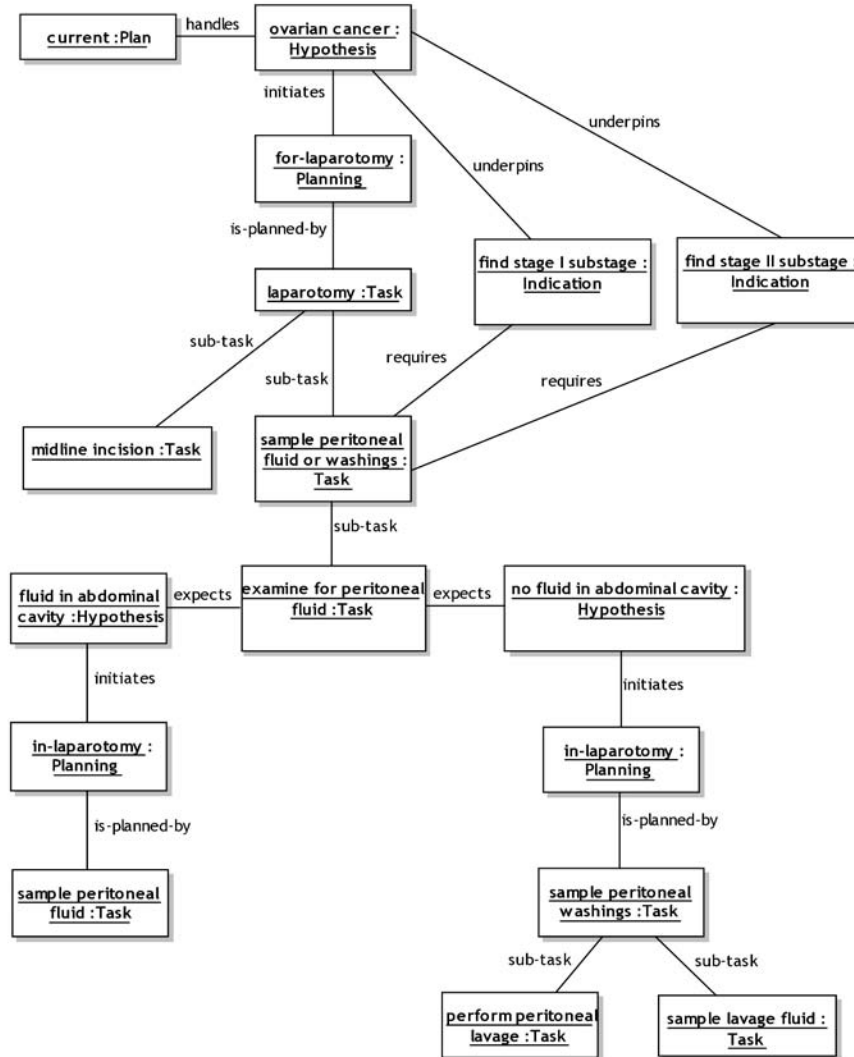 handles
current :Plan
ovarian cancer :
Hypothesis
initiates
underpins
for-laparotomy :
Planning
underpins
is-planned-by
find stage I substage :
Indication
find stage II substage :
Indication
laparotomy :Task
sub-task
sub-task
requires
requires
midline incision :Task
sample peritoneal
fluid or washings :
Task
sub-task
fluid in abdominal
cavity :Hypothesis
expects
examine for peritoneal
fluid :Task
expects
no fluid in abdominal cavity :
Hypothesis
initiates
initiates
in-laparotomy :
Planning
in-laparotomy :
Planning
is-planned-by
is-planned-by
sample peritoneal
fluid :Task
sample peritoneal
washings :Task
sub-task
sub-task
perform peritoneal
lavage :Task
sample lavage fluid :
Task